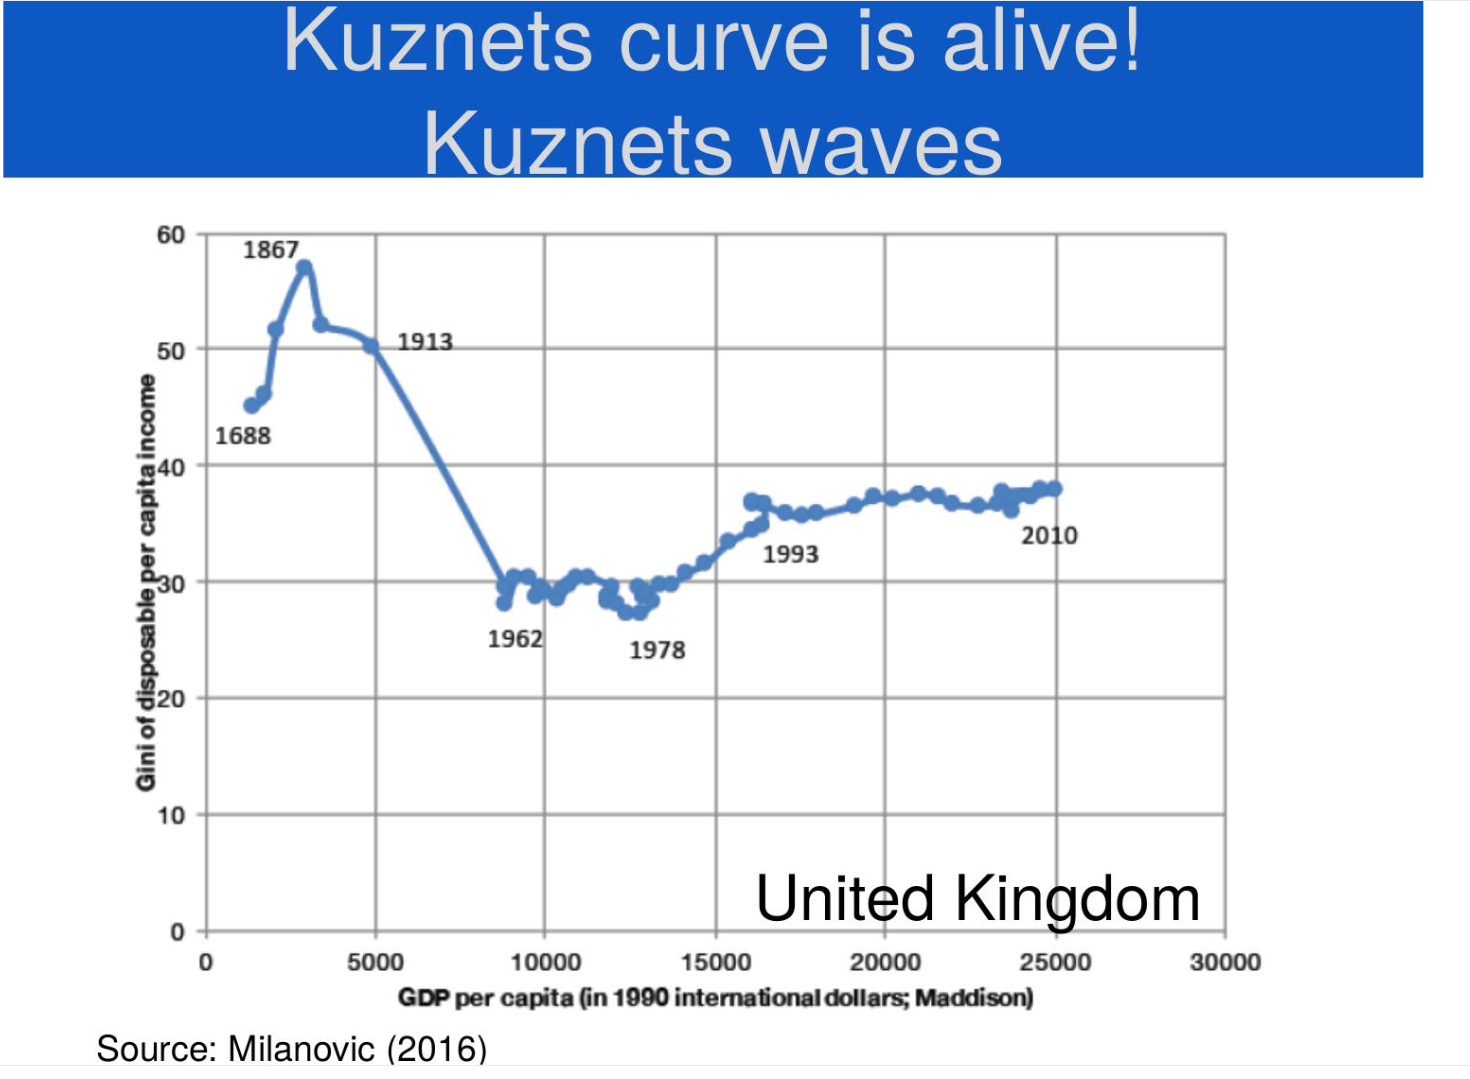 Kuznets curve is alive!
Kuznets waves
60
50
40
30
20
10
0
Gini of disposable per capita income
1867
1913
1688
1962
1978
1993
2010
United Kingdom
0 5000 10000 15000 20000 25000 30000
GDP per capita (in 1990 international dollars; Maddison)
Source: Milanovic (2016)